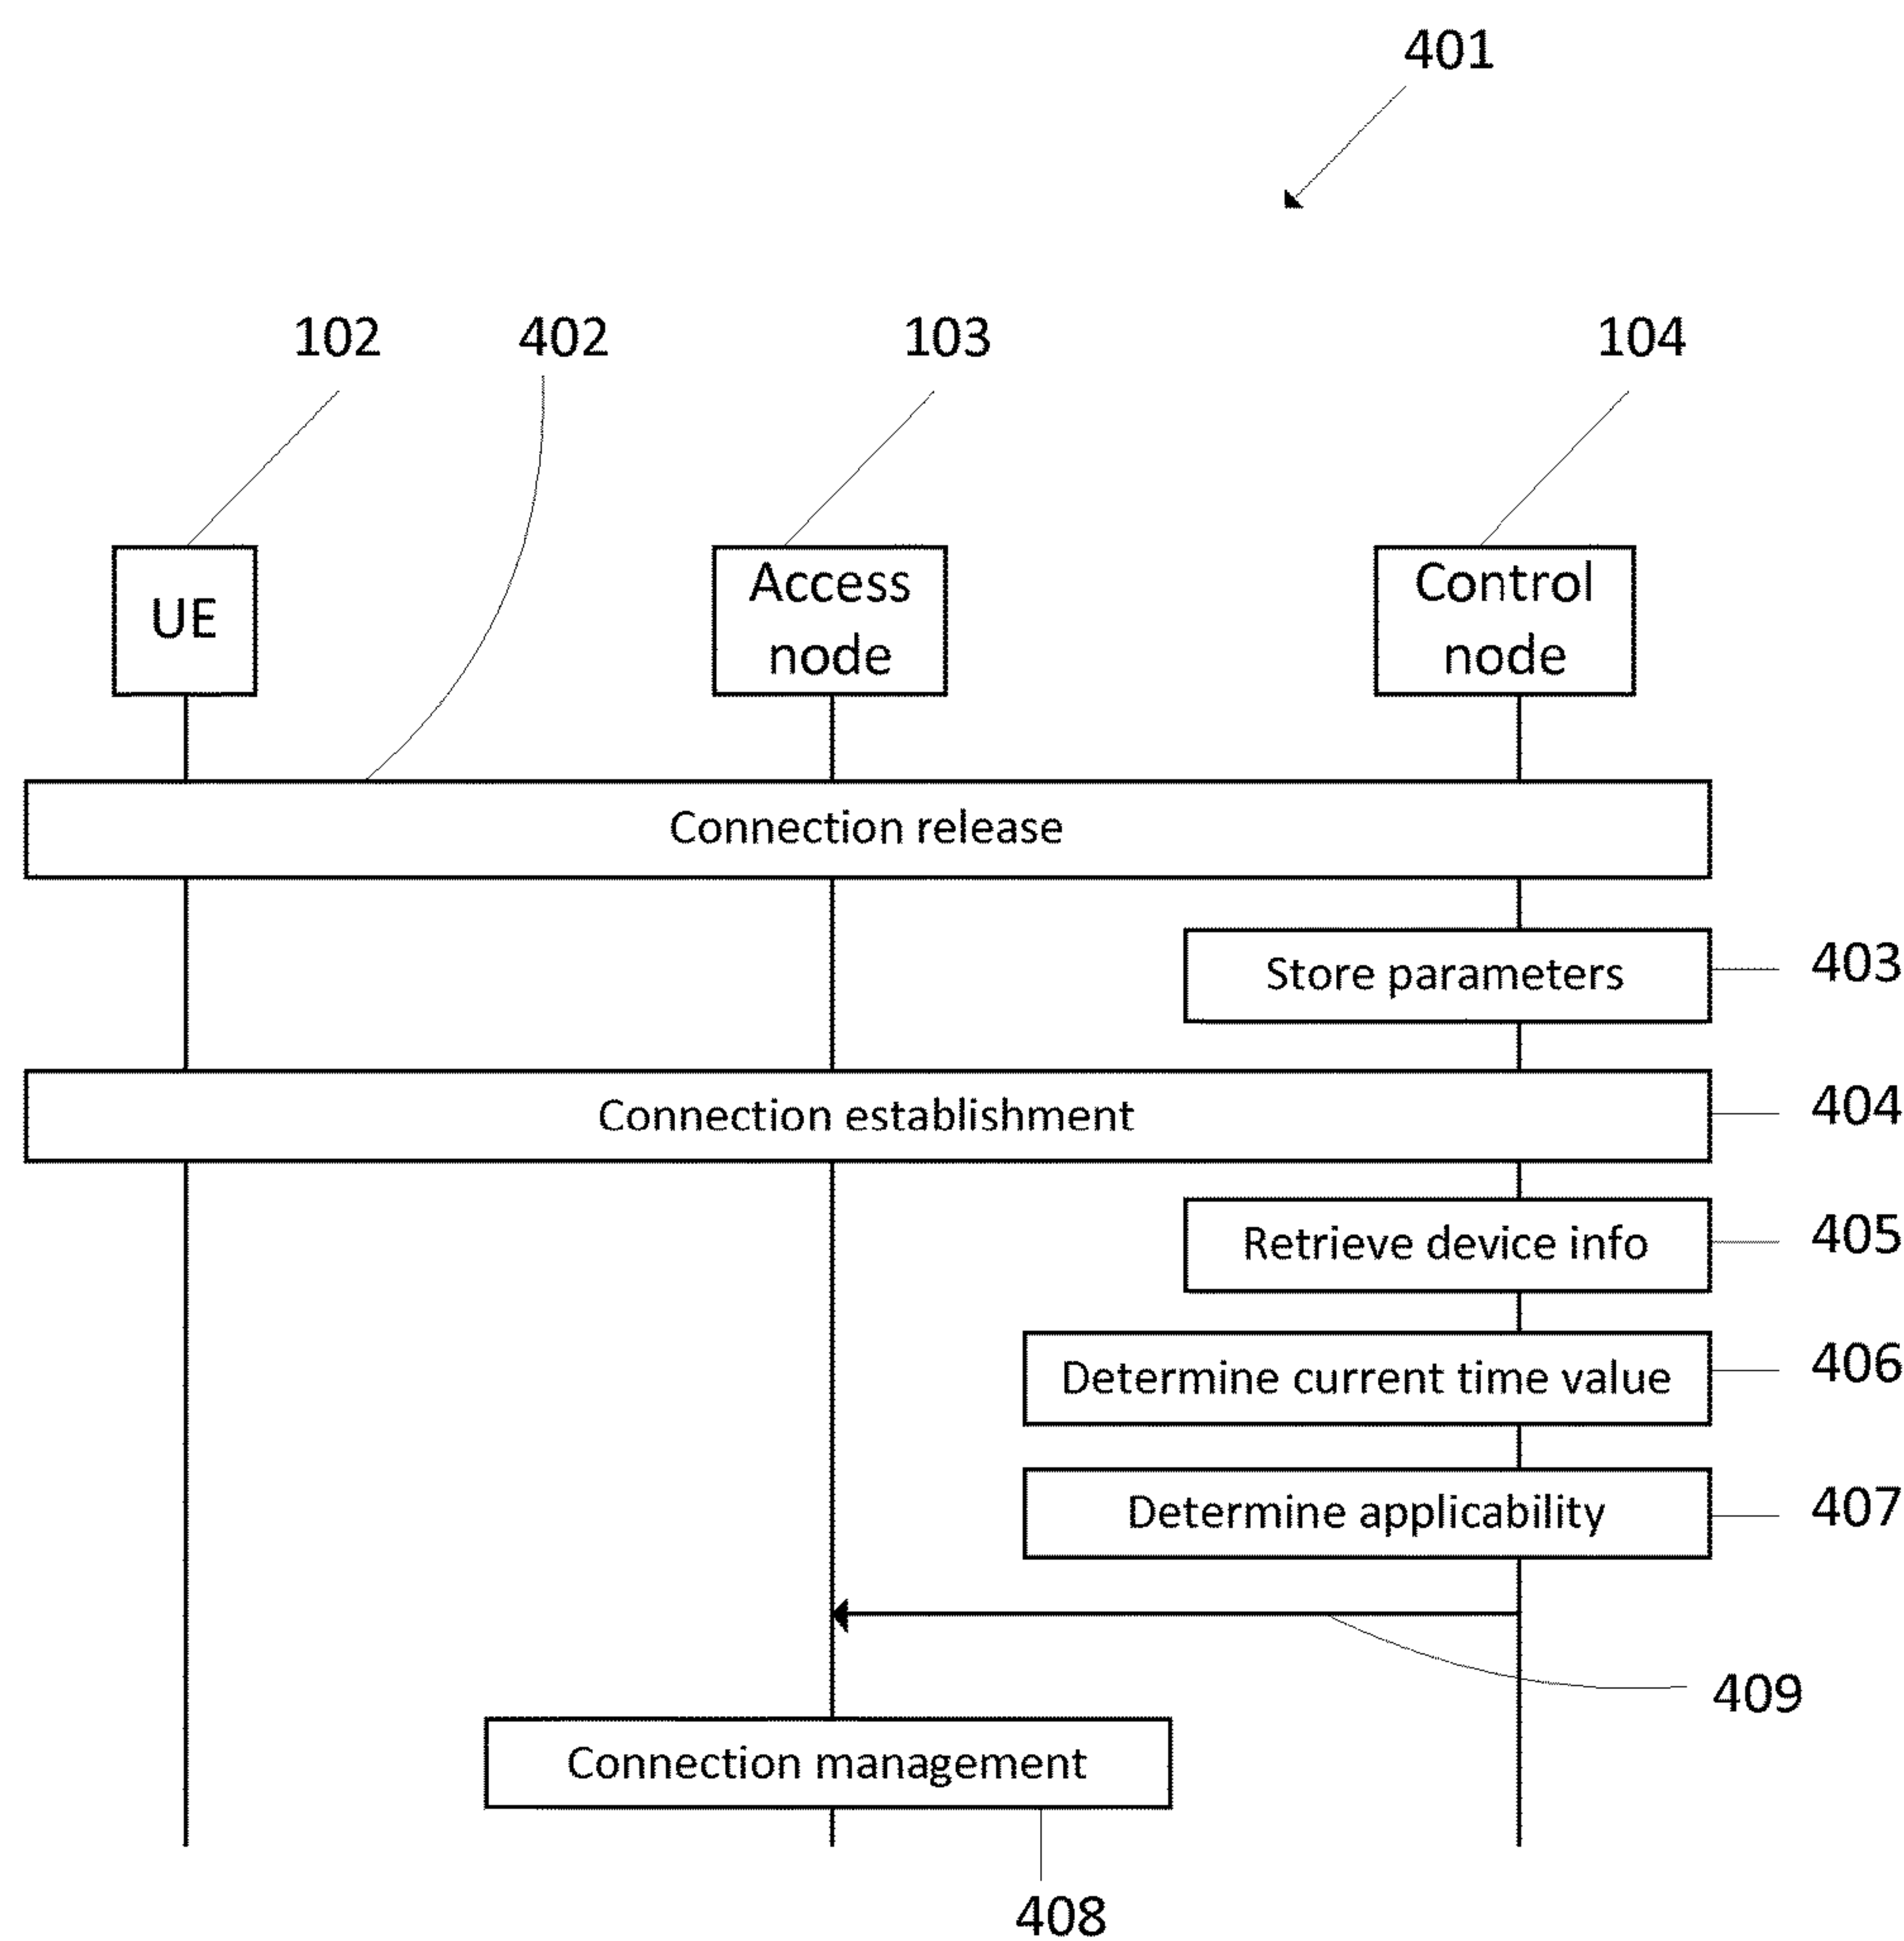 401
102
402
103
104
UE
Access
node
Control
node
Connection release
Store parameters
403
Connection establishment
404
Retrieve device info
405
Determine current time value
406
Determine applicability
407
409
Connection management
408